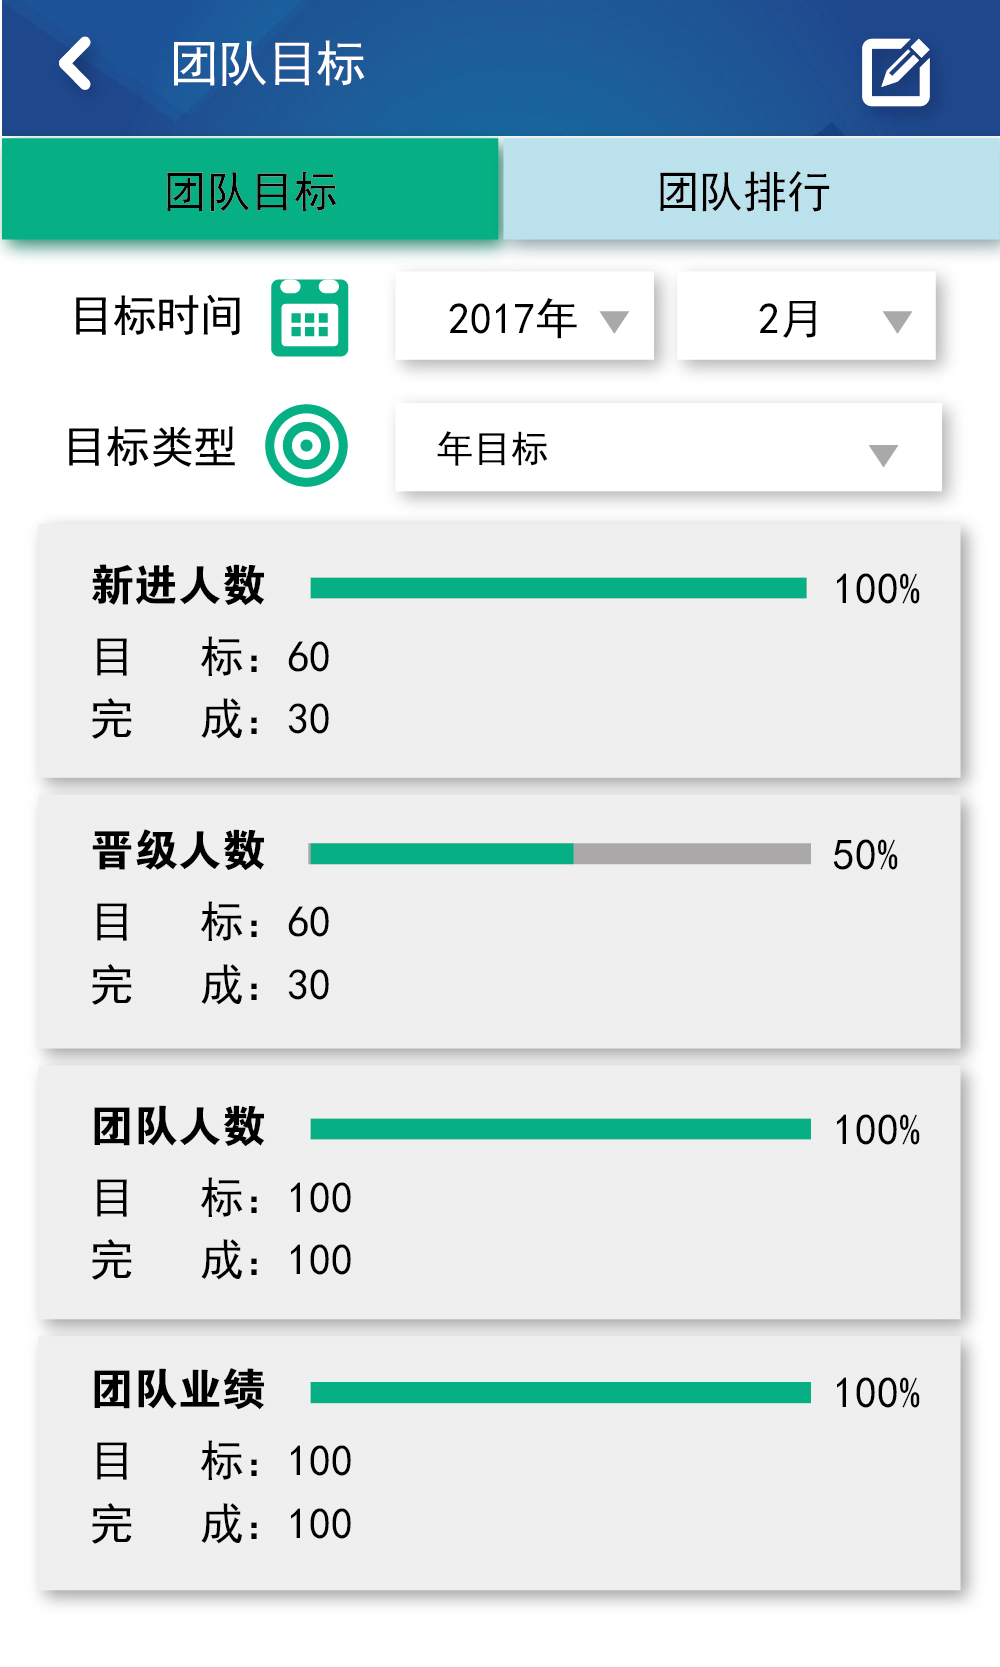 团队目标
团队目标 团队排行
目标时间 2017年 2月
目标类型 年目标
新进人数 100%
目 标：60
完 成：30
晋级人数 50%
目 标：60
完 成：30
团队人数 100%
目 标：100
完 成：100
团队业绩 100%
目 标：100
完 成：100